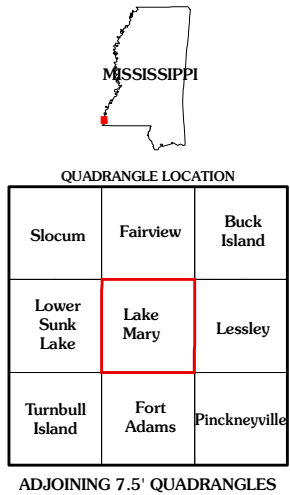 MISSISSIPPI
QUADRANGLE LOCATION
Slocum
Fairview
Buck
Island
Lower
Sunk
Lake
Lake
Mary
Lessley
Turnbull
Island
Fort
Adams
Pinckneyville
ADJOINING 7.5' QUADRANGLES